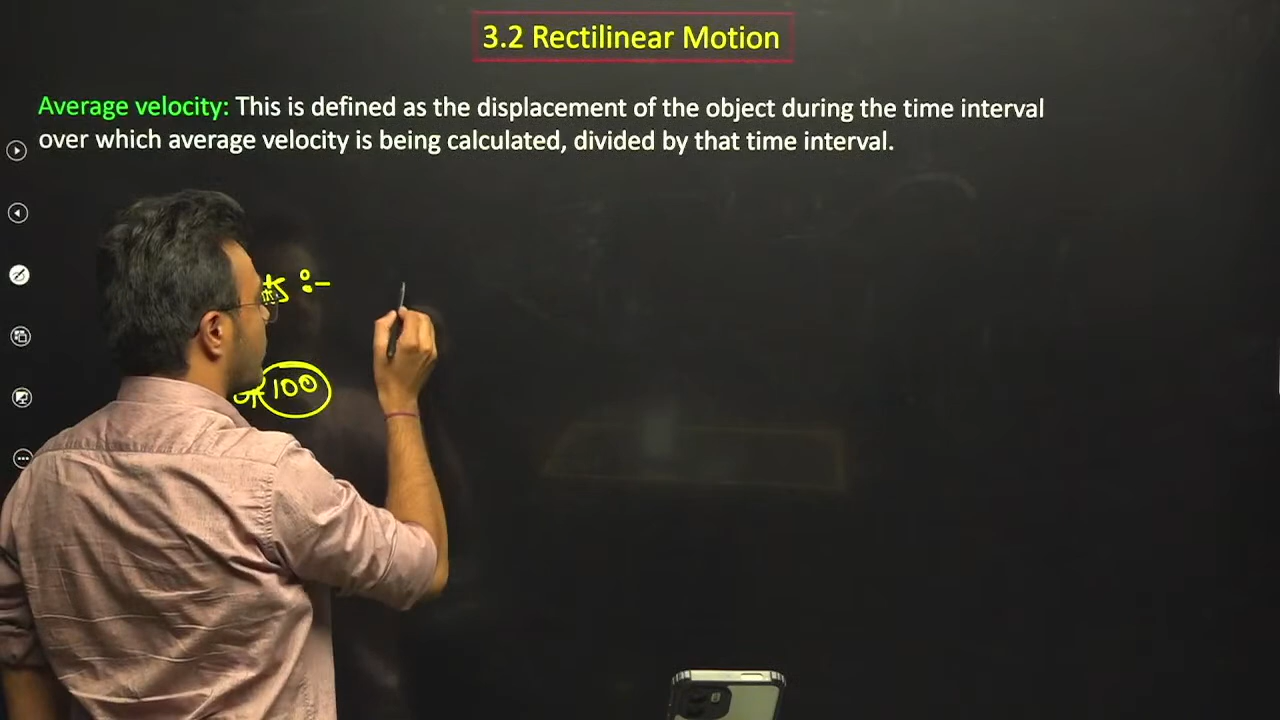 3.2 Rectilinear Motion
Average velocity: This is defined as the displacement of the object during the time interval
over which average velocity is being calculated, divided by that time interval.
100